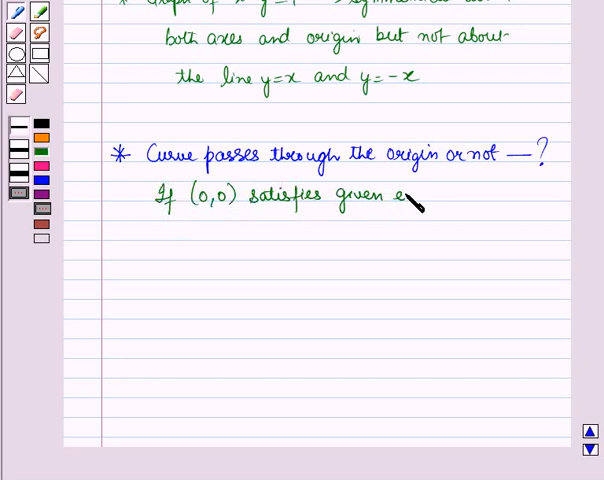 both axes and origin but not about
the line y=x and y=-x
* Curve passes through the origin or not — ?
If (0,0) satisfies given e